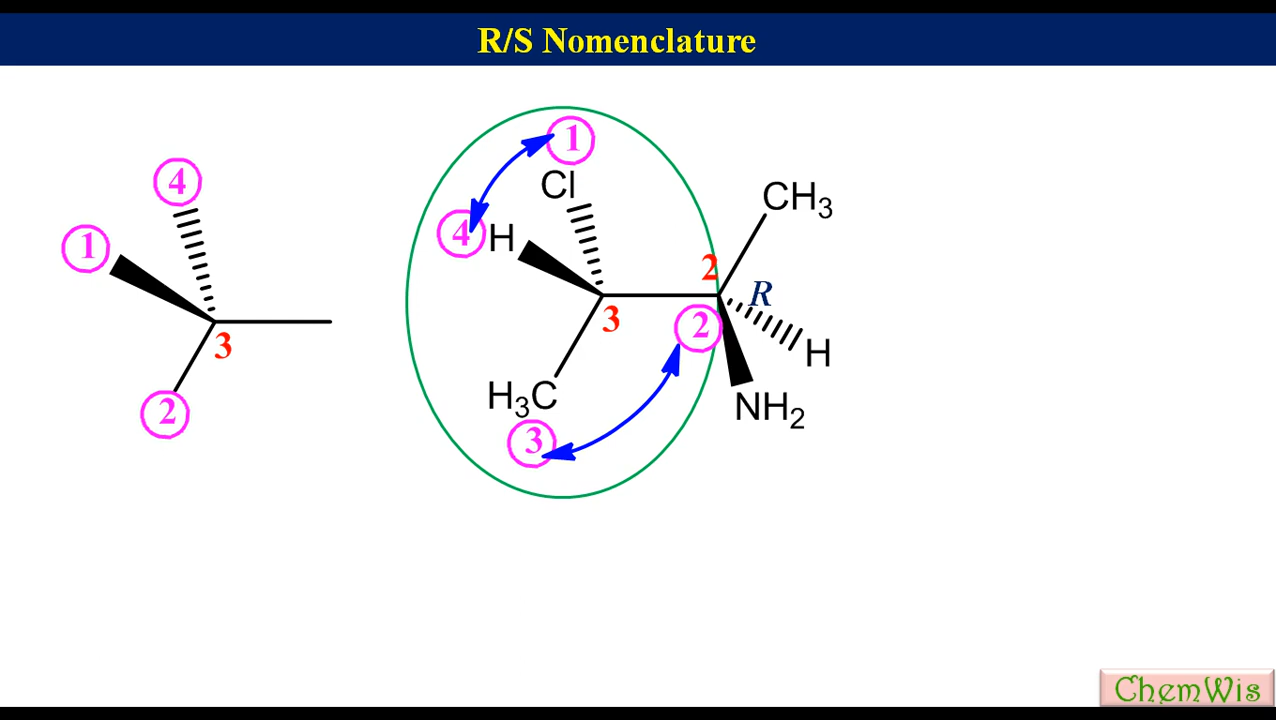 R/S Nomenclature
4
1
3
2
1
Cl
4 H
3
H3C
3
2
R
2
CH3
H
NH2
ChemWis